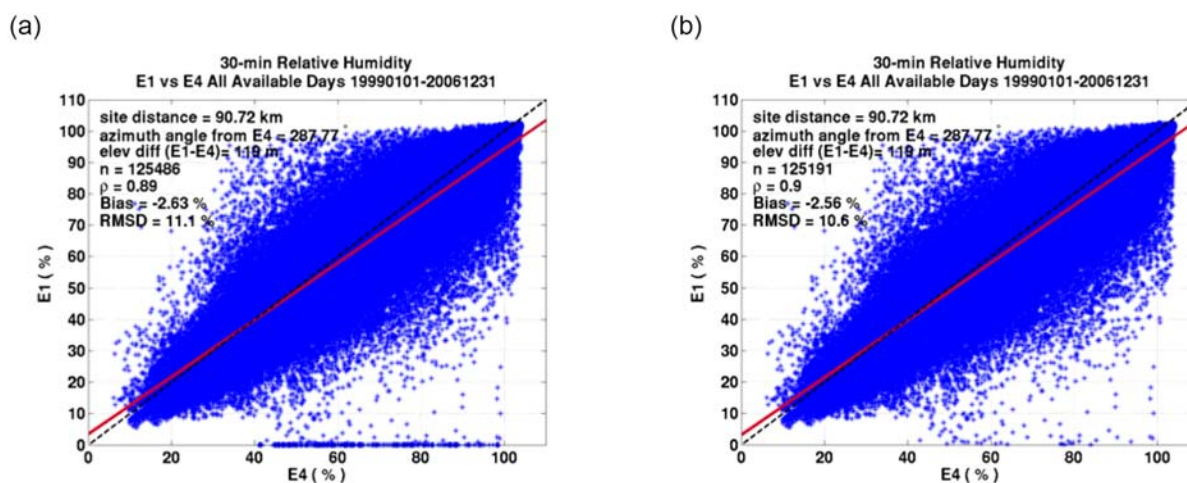 (a)
30-min Relative Humidity
E1 vs E4 All Available Days 19990101-20061231
110
100
90
80
70
60
50
40
30
20
10
0
E1 ( % )
site distance = 90.72 km
azimuth angle from E4 = 287.77
elev diff (E1-E4)= 119 m
n = 125486
ρ = 0.89
Bias = -2.63 %
RMSD = 11.1 %
0 20 40 60 80 100
E4 ( % )
(b)
30-min Relative Humidity
E1 vs E4 All Available Days 19990101-20061231
110
100
90
80
70
60
50
40
30
20
10
0
E1 ( % )
site distance = 90.72 km
azimuth angle from E4 = 287.77
elev diff (E1-E4)= 119 m
n = 125191
ρ = 0.9
Bias = -2.56 %
RMSD = 10.6 %
0 20 40 60 80 100
E4 ( % )